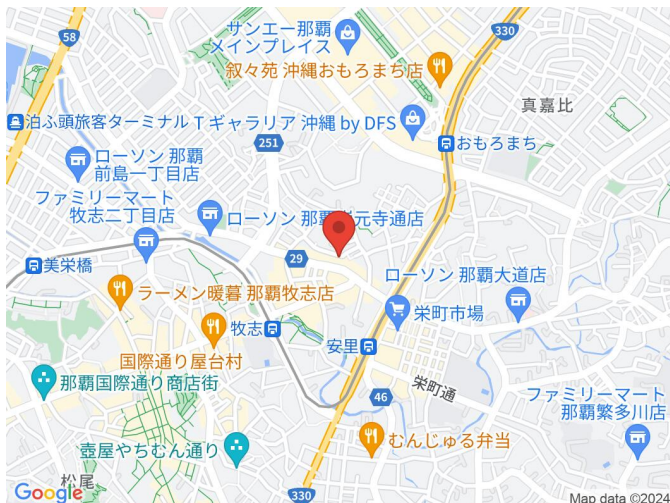 58
サンエー那覇
メインプレイス
330
叙々苑 沖縄おもろまち店
真嘉比
泊ふ頭旅客ターミナル
Tギャラリア 沖縄 by DFS
251
おもろまち
ローソン 那覇
前島一丁目店
ファミリーマート
牧志二丁目店
ローソン 那覇
元寺通店
美栄橋
29
ローソン 那覇大道店
ラーメン暖暮 那覇牧志店
栄町市場
牧志
安里
国際通り屋台村
那覇国際通り商店街
栄町通
46
ファミリーマート
那覇繁多川店
むんじゅる弁当
壺屋やちむん通り
松尾
330
Google
Map data ©2024